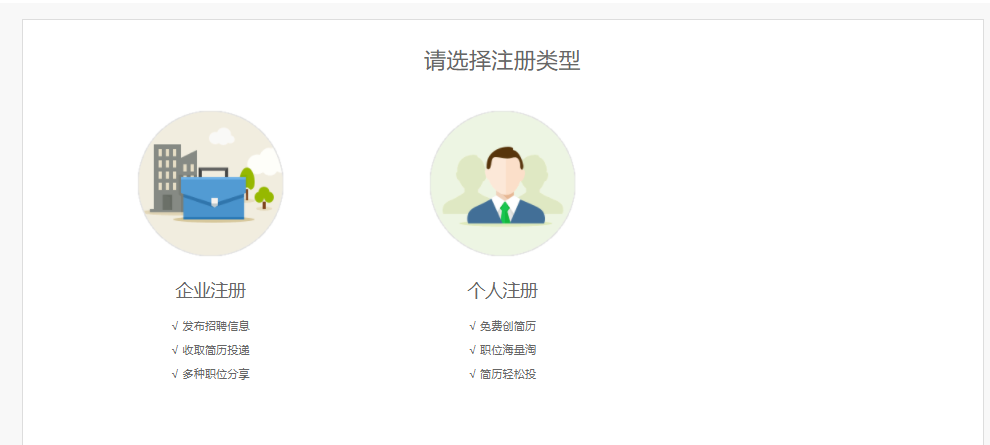 请选择注册类型
企业注册
√ 发布招聘信息
√ 收取简历投递
√ 多种职位分享
个人注册
√ 免费创简历
√ 职位海量淘
√ 简历轻松投